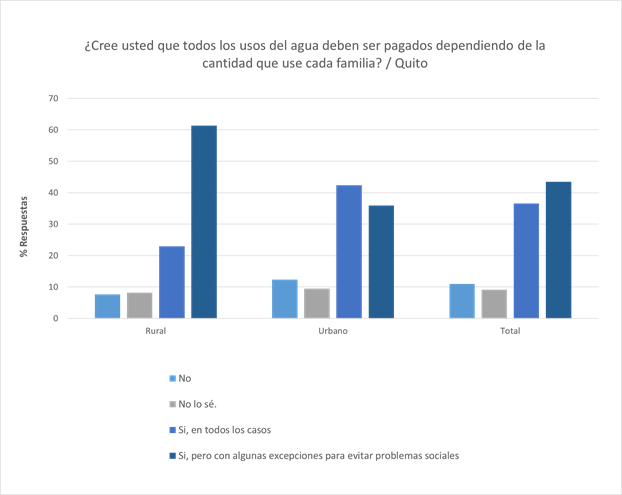 ¿Cree usted que todos los usos del agua deben ser pagados dependiendo de la
cantidad que use cada familia? / Quito
70
60
50
40
30
20
10
0
% Respuestas
Rural
Urbano
Total
No
No lo sé.
Si, en todos los casos
Si, pero con algunas excepciones para evitar problemas sociales